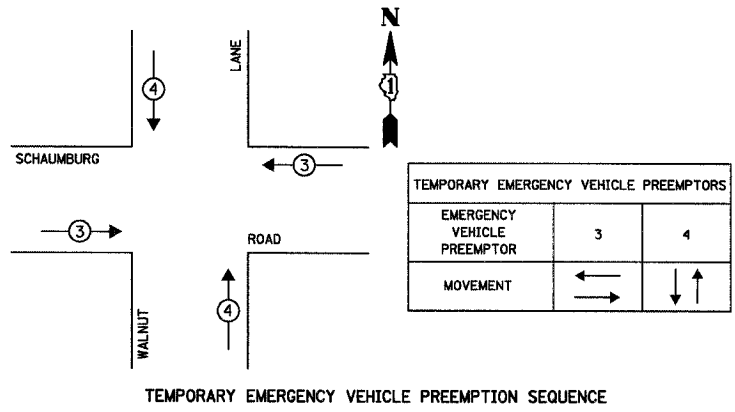 N
LANE
4
1
SCHAUMBURG
3
3
ROAD
4
WALNUT
TEMPORARY EMERGENCY VEHICLE PREEMPTORS
EMERGENCY
VEHICLE
PREEMPTOR
3
4
MOVEMENT
TEMPORARY EMERGENCY VEHICLE PREEMPTION SEQUENCE